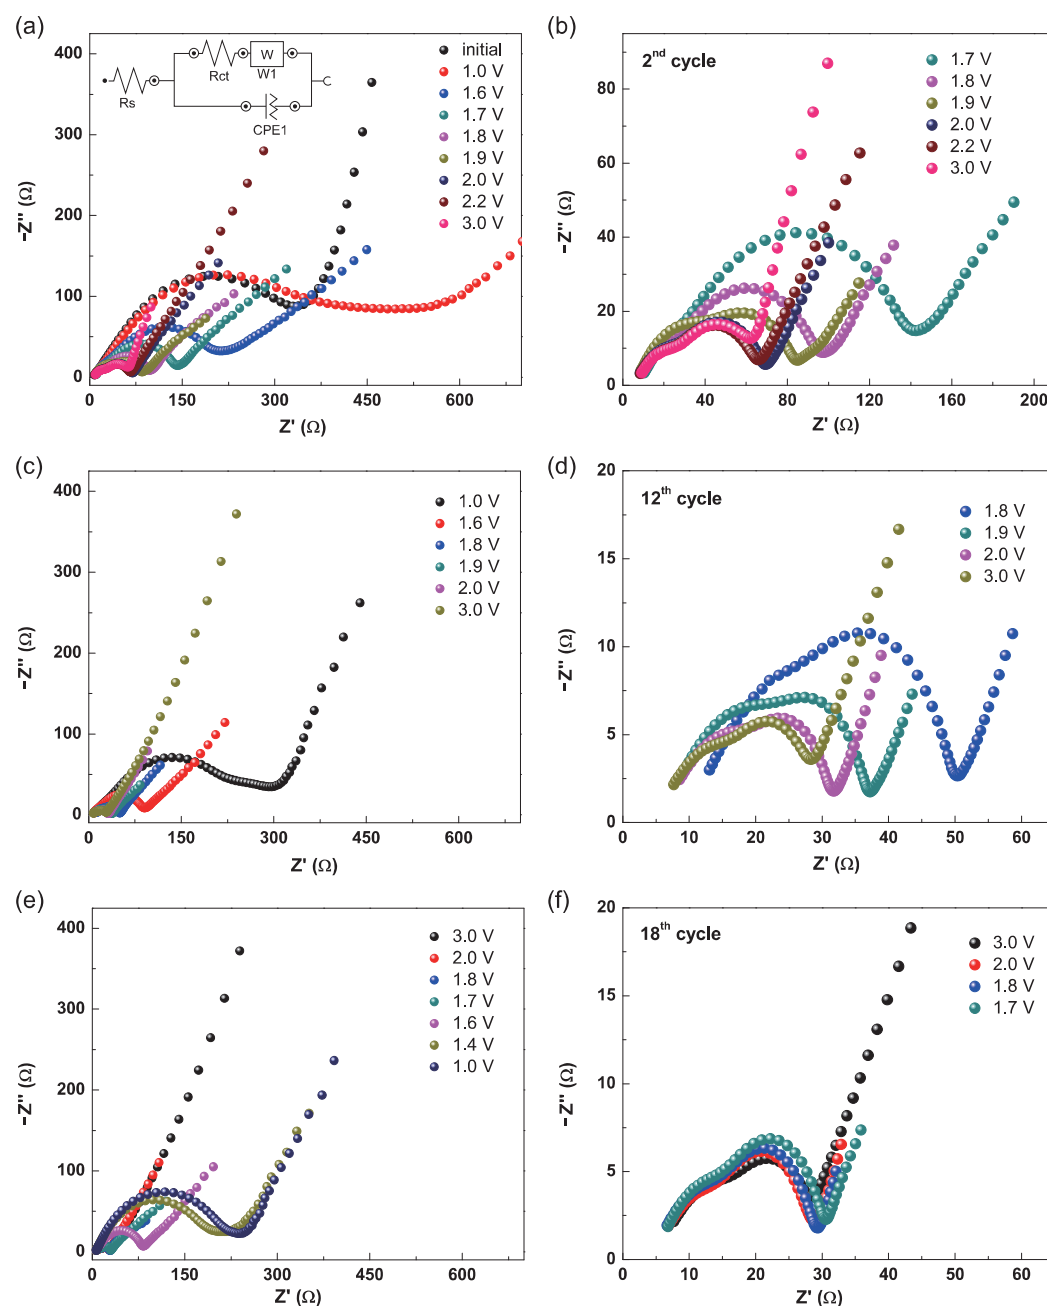 (a)
400
300
200
100
0
-Z'' (Ω)
Rs
Rct
W
W1
CPE1
initial
1.0 V
1.6 V
1.7 V
1.8 V
1.9 V
2.0 V
2.2 V
3.0 V
0 150 300 450 600
Z' (Ω)
(b)
2nd cycle
80
60
40
20
0
-Z'' (Ω)
1.7 V
1.8 V
1.9 V
2.0 V
2.2 V
3.0 V
0 40 80 120 160 200
Z' (Ω)
(c)
400
300
200
100
0
-Z'' (Ω)
1.0 V
1.6 V
1.8 V
1.9 V
2.0 V
3.0 V
0 150 300 450 600
Z' (Ω)
(d)
12th cycle
20
15
10
5
0
-Z'' (Ω)
1.8 V
1.9 V
2.0 V
3.0 V
0 10 20 30 40 50 60
Z' (Ω)
(e)
400
300
200
100
0
-Z'' (Ω)
3.0 V
2.0 V
1.8 V
1.7 V
1.6 V
1.4 V
1.0 V
0 150 300 450 600
Z' (Ω)
(f)
18th cycle
20
15
10
5
0
-Z'' (Ω)
3.0 V
2.0 V
1.8 V
1.7 V
0 10 20 30 40 50 60
Z' (Ω)